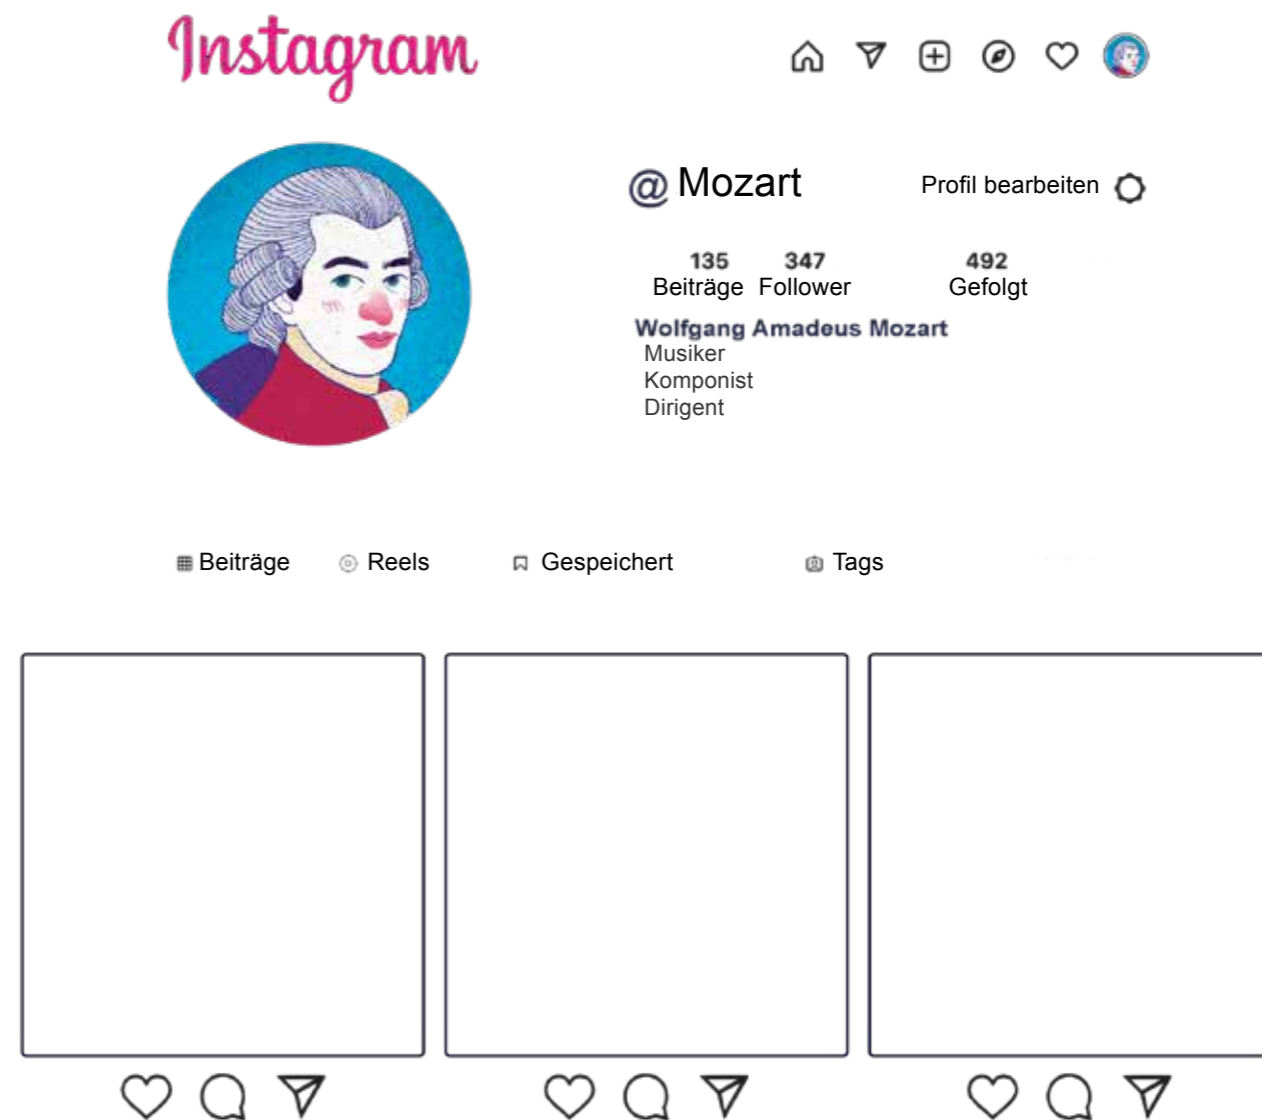 Instagram
@ Mozart Profil bearbeiten
135 347 492
Beiträge Follower Gefolgt
Wolfgang Amadeus Mozart
Musiker
Komponist
Dirigent
Beiträge Reels Gespeichert Tags